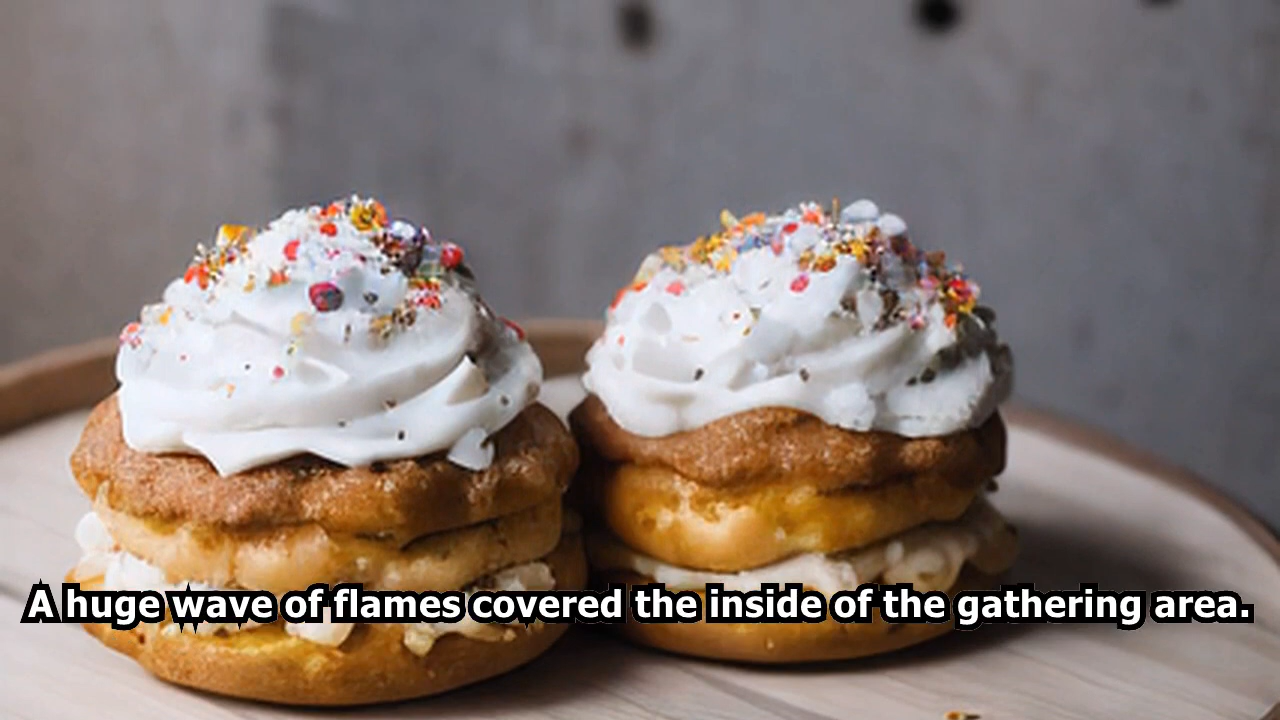 A huge wave of flames covered the inside of the gathering area.